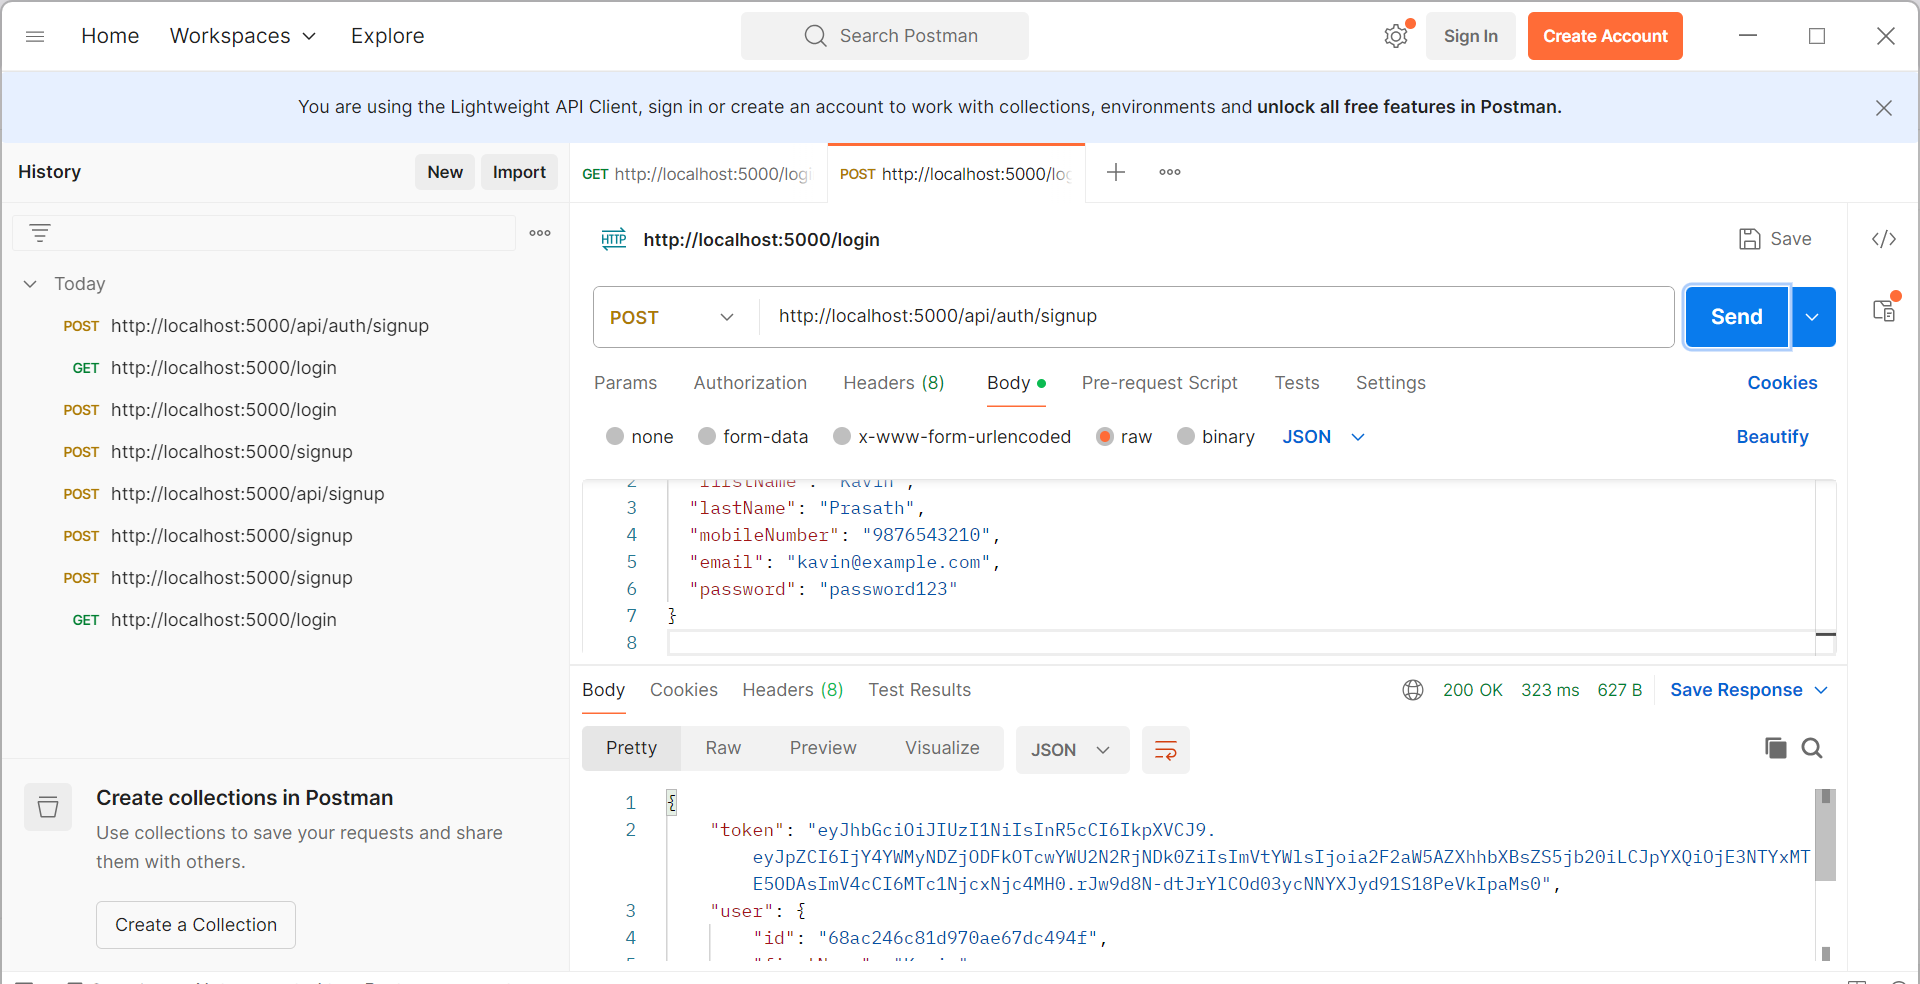 Home Workspaces Explore Search Postman Sign In Create Account
You are using the Lightweight API Client, sign in or create an account to work with collections, environments and unlock all free features in Postman.
History New Import
GET http://localhost:5000/logi POST http://localhost:5000/log
HTTP http://localhost:5000/login Save
Today
POST http://localhost:5000/api/auth/signup
GET http://localhost:5000/login
POST http://localhost:5000/login
POST http://localhost:5000/signup
POST http://localhost:5000/api/signup
POST http://localhost:5000/signup
POST http://localhost:5000/signup
GET http://localhost:5000/login
Create collections in Postman
Use collections to save your requests and share
them with others.
Create a Collection
POST http://localhost:5000/api/auth/signup Send
Params Authorization Headers (8) Body Pre-request Script Tests Settings Cookies
none form-data x-www-form-urlencoded raw binary JSON Beautify
2 "firstName": "Kavin",
3 "lastName": "Prasath",
4 "mobileNumber": "9876543210",
5 "email": "kavin@example.com",
6 "password": "password123"
7 }
8
Body Cookies Headers (8) Test Results 200 OK 323 ms 627 B Save Response
Pretty Raw Preview Visualize JSON
1 {
2 "token": "eyJhbGciOiJIUzI1NiIsInR5cCI6IkpXVCJ9.
eyJpZCI6IjY4YWMyNDZjODFkOTcwYWU2N2RjNDk0ZiIsImVtYWlsIjoia2F2aW5AZXhhbXBsZS5jb20iLCJpYXQiOjE3NTYxMT
E5ODAsImV4cCI6MTc1NjcxNjc4MH0.rJw9d8N-dtJrYlCOd03ycNNYXJyd91S18PeVkIpaMs0",
3 "user": {
4 "id": "68ac246c81d970ae67dc494f",